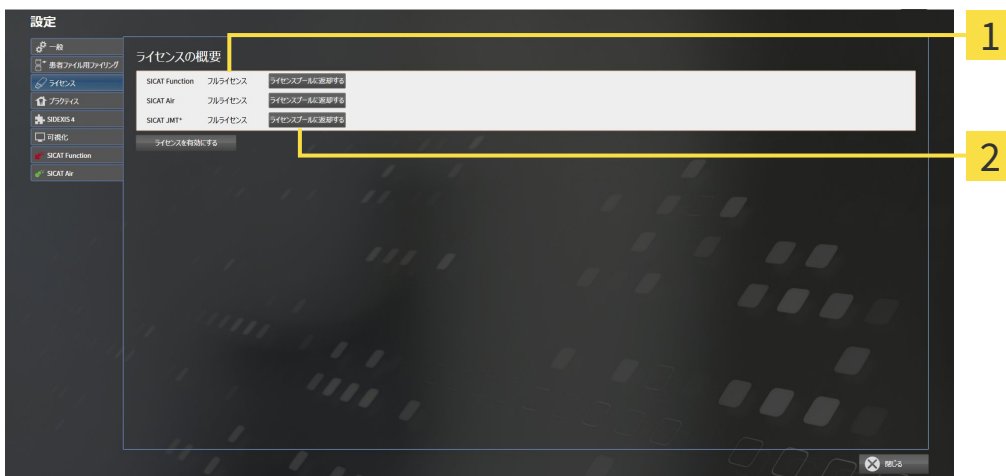 設定
一般
患者ファイル用ファイリング
ライセンス
プラクティス
SIDEXIS 4
可視化
SICAT Function
SICAT Air
ライセンスの概要
SICAT Function フルライセンス ライセンスプールに返却する
SICAT Air フルライセンス ライセンスプールに返却する
SICAT JMT⁺ フルライセンス ライセンスプールに返却する
ライセンスを有効にする
閉じる
1
2